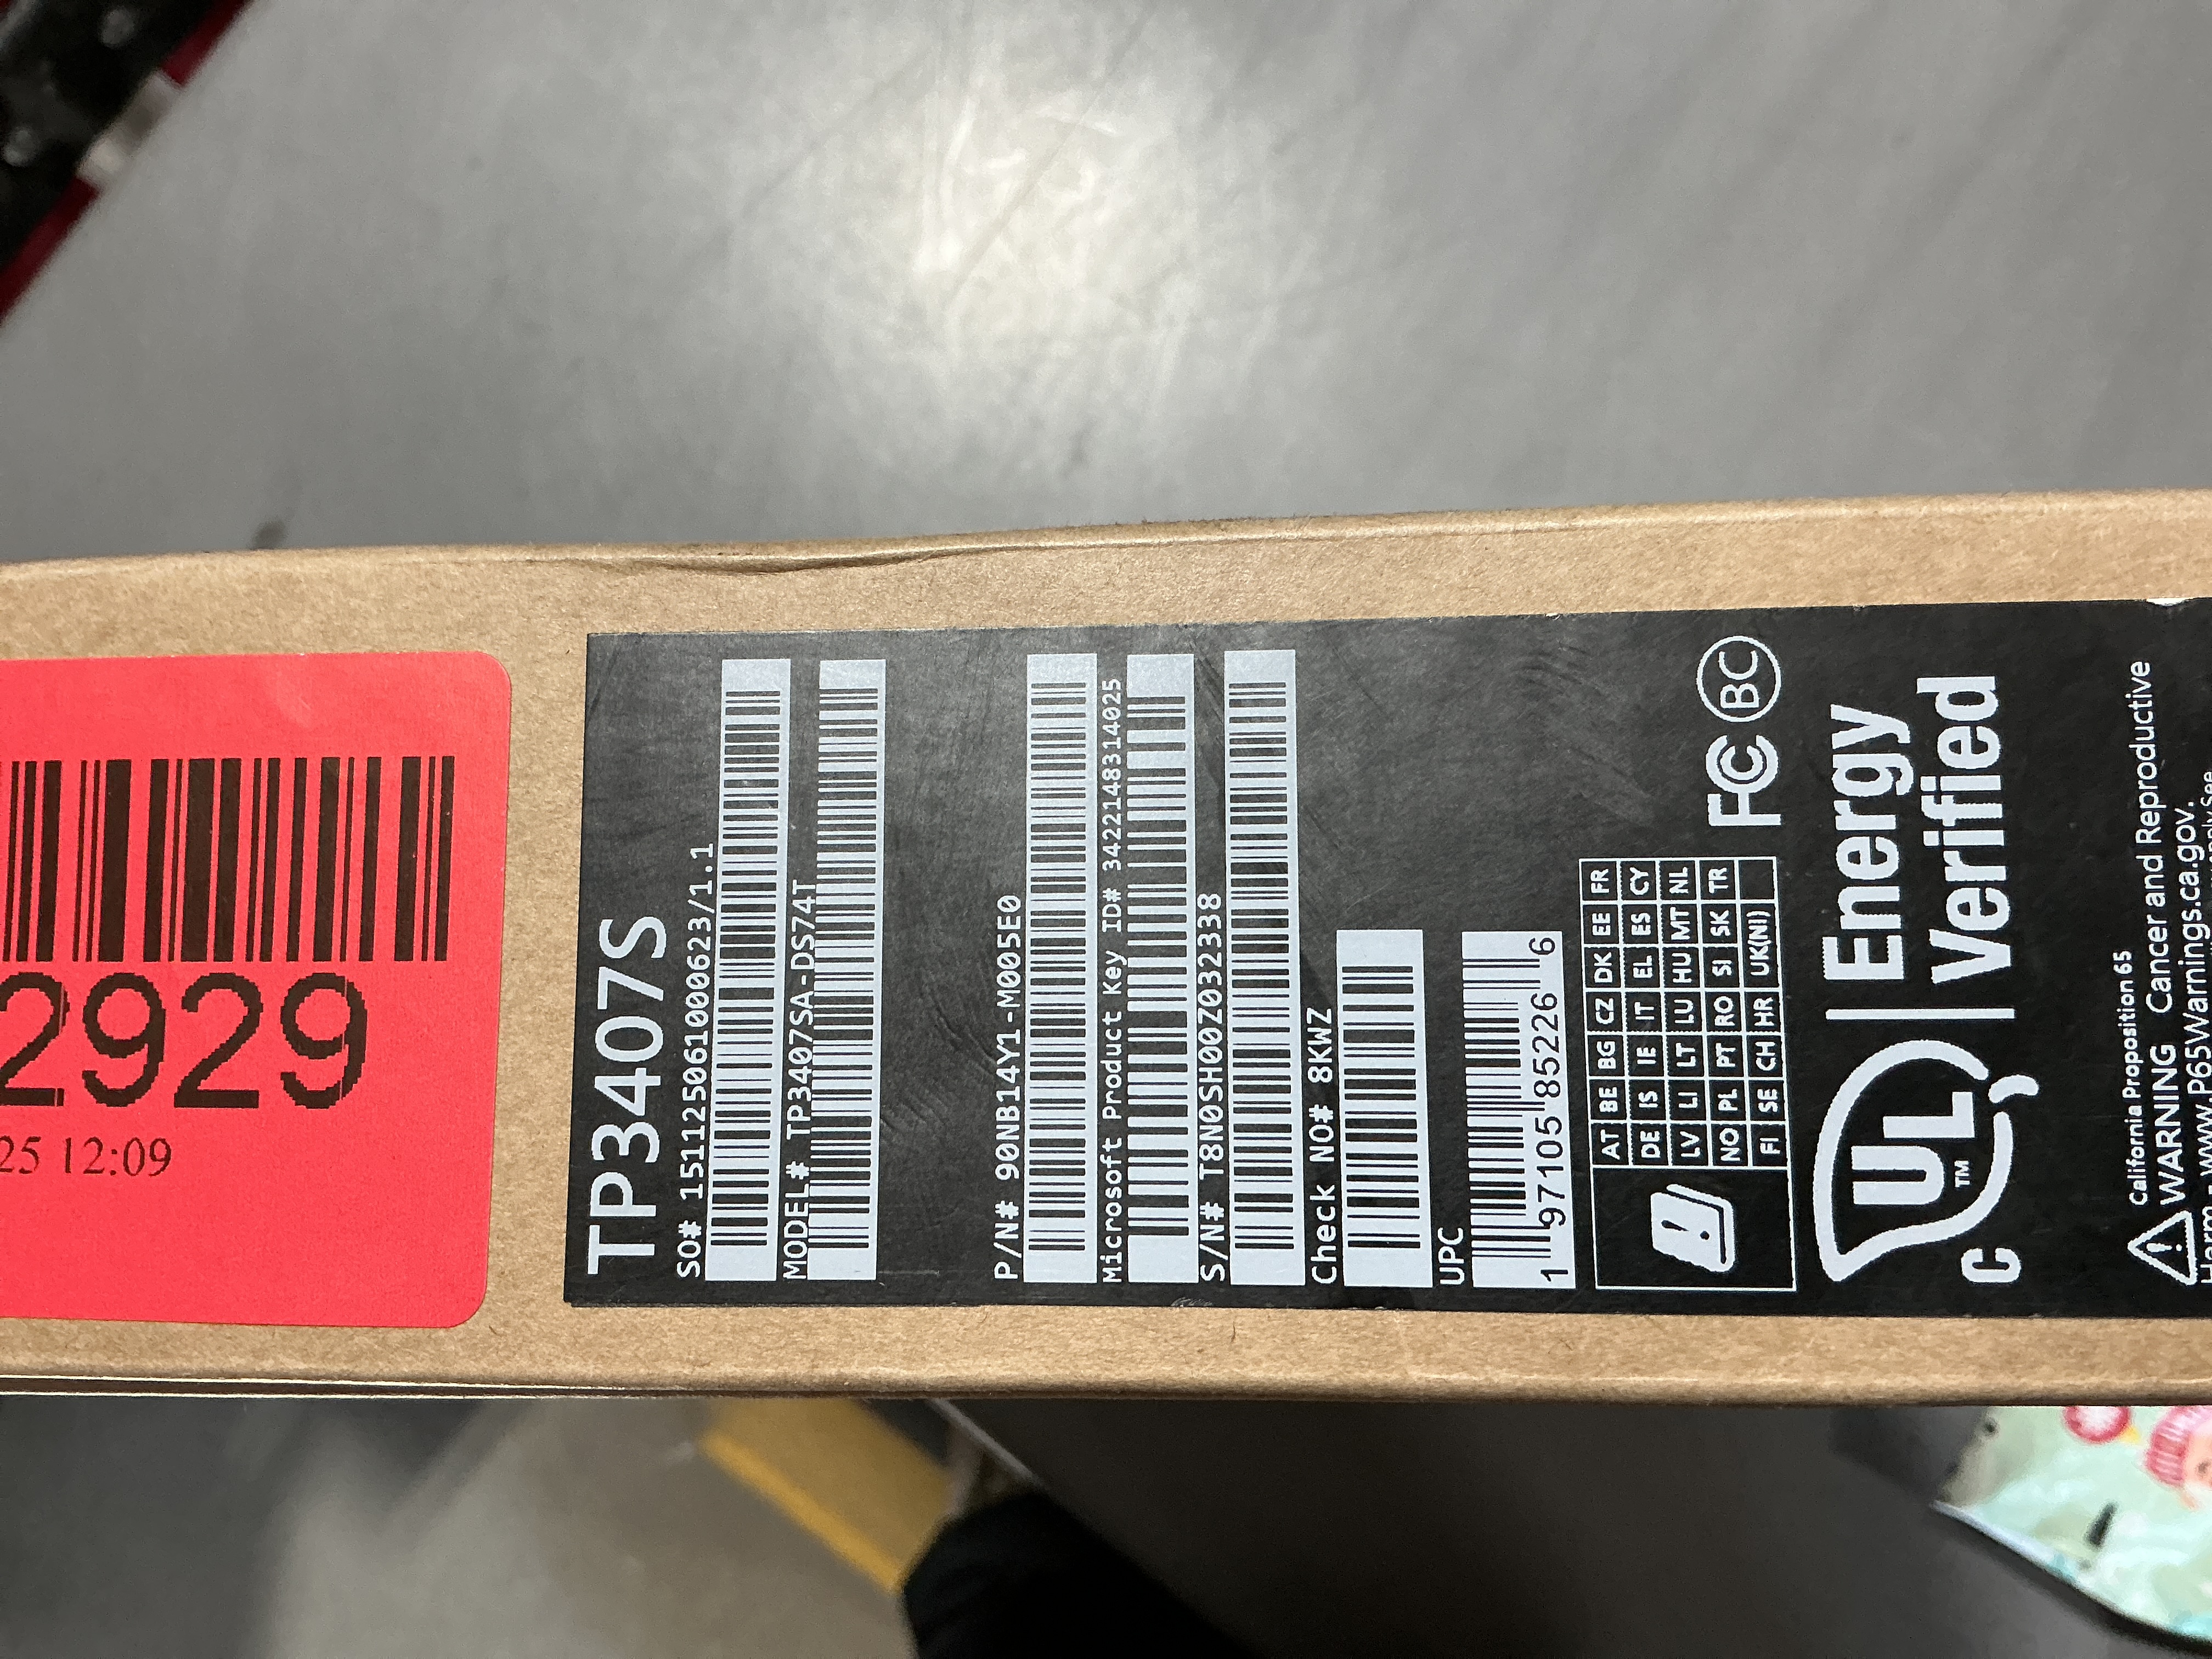 2929
25 12:09
TP3407S
SO# 151125061000623/1.1
MODEL# TP3407SA-DS74T
P/N# 90NB14Y1-M005E0
Microsoft Product Key ID# 3422148314025
S/N# T8N0SH00Z032338
Check NO# 8KWZ
UPC
1 97105 85226 6
AT BE BG CZ DK EE FR
DE IS IE IT EL ES CY
LV LI LT LU HU MT NL
NO PL PT RO SI SK TR
FI SE CH HR UK(NI)
FC BC
C UL TM Energy
Verified
California Proposition 65
WARNING Cancer and Reproductive
Harm - www.P65Warnings.ca.gov.
See